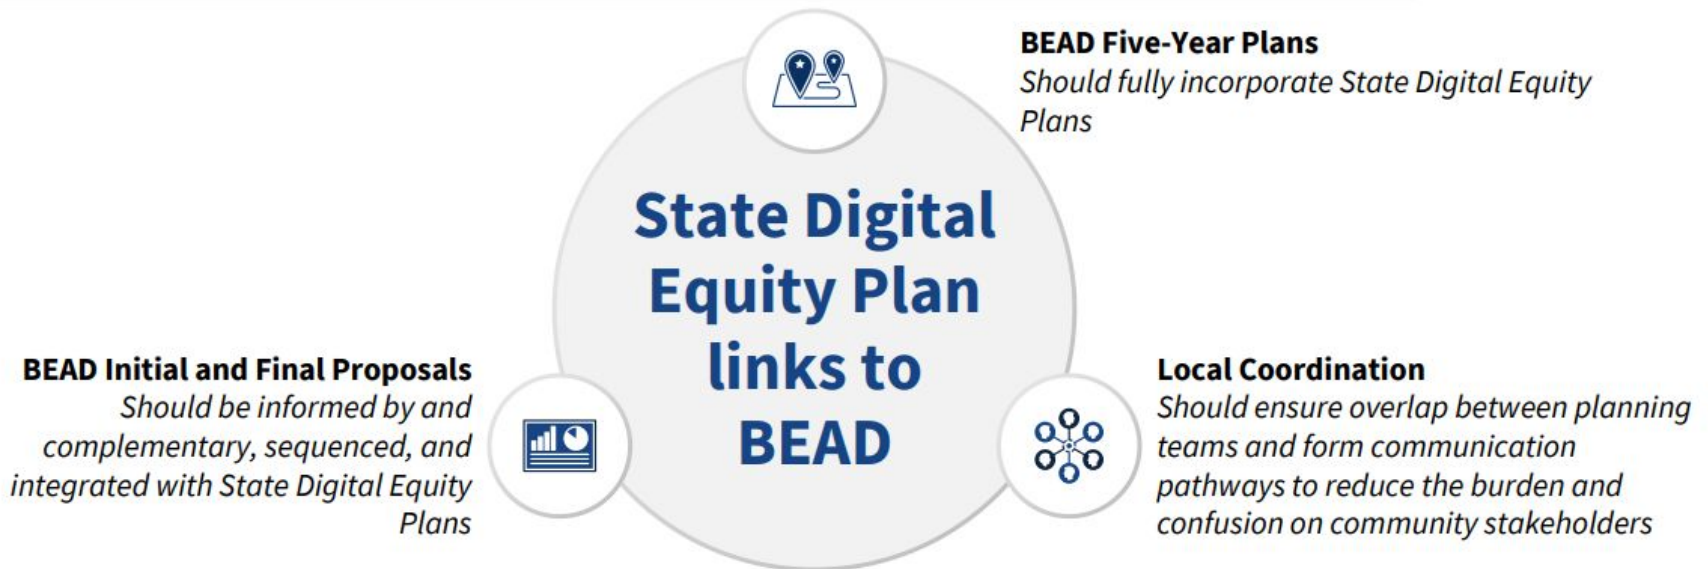 BEAD Five-Year Plans
Should fully incorporate State Digital Equity
Plans
State Digital
Equity Plan
links to
BEAD
BEAD Initial and Final Proposals
Should be informed by and
complementary, sequenced, and
integrated with State Digital Equity
Plans
Local Coordination
Should ensure overlap between planning
teams and form communication
pathways to reduce the burden and
confusion on community stakeholders